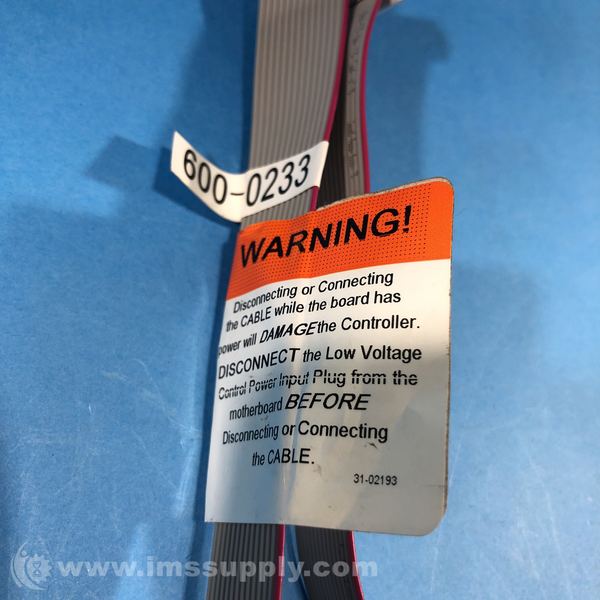 600-0233
WARNING!
Disconnecting or Connecting
the CABLE while the board has
power will DAMAGE the Controller.
DISCONNECT the Low Voltage
Control Power Input Plug from the
motherboard BEFORE
Disconnecting or Connecting
the CABLE.
31-02193
www.imssupply.com